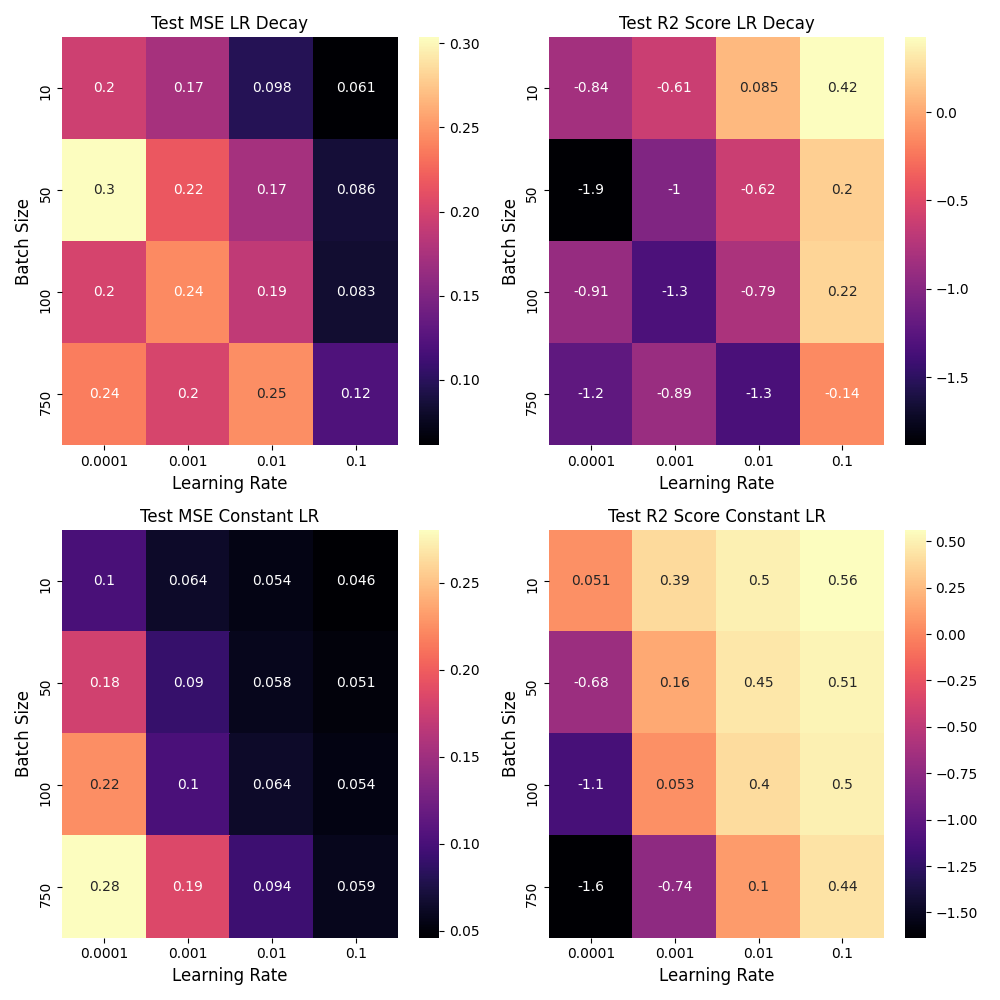 Test MSE LR Decay
Batch Size
10 0.2 0.17 0.098 0.061
50 0.3 0.22 0.17 0.086
100 0.2 0.24 0.19 0.083
750 0.24 0.2 0.25 0.12
0.0001 0.001 0.01 0.1
Learning Rate
0.30
0.25
0.20
0.15
0.10
Test R2 Score LR Decay
Batch Size
10 -0.84 -0.61 0.085 0.42
50 -1.9 -1 -0.62 0.2
100 -0.91 -1.3 -0.79 0.22
750 -1.2 -0.89 -1.3 -0.14
0.0001 0.001 0.01 0.1
Learning Rate
0.0
−0.5
−1.0
−1.5
Test MSE Constant LR
Batch Size
10 0.1 0.064 0.054 0.046
50 0.18 0.09 0.058 0.051
100 0.22 0.1 0.064 0.054
750 0.28 0.19 0.094 0.059
0.0001 0.001 0.01 0.1
Learning Rate
0.25
0.20
0.15
0.10
0.05
Test R2 Score Constant LR
Batch Size
10 0.051 0.39 0.5 0.56
50 -0.68 0.16 0.45 0.51
100 -1.1 0.053 0.4 0.5
750 -1.6 -0.74 0.1 0.44
0.0001 0.001 0.01 0.1
Learning Rate
0.50
0.25
0.00
−0.25
−0.50
−0.75
−1.00
−1.25
−1.50